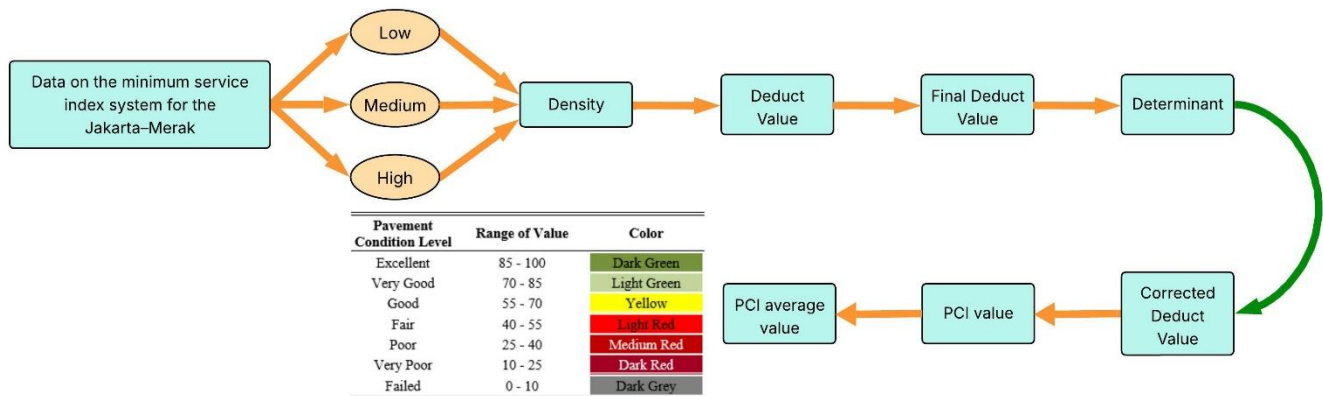 Data on the minimum service
index system for the
Jakarta–Merak
Low
Medium
High
Density
Deduct
Value
Final Deduct
Value
Determinant
Corrected
Deduct
Value
PCI value
PCI average
value
Pavement
Condition Level
Range of Value
Color
Excellent 85 - 100 Dark Green
Very Good 70 - 85 Light Green
Good 55 - 70 Yellow
Fair 40 - 55 Light Red
Poor 25 - 40 Medium Red
Very Poor 10 - 25 Dark Red
Failed 0 - 10 Dark Grey